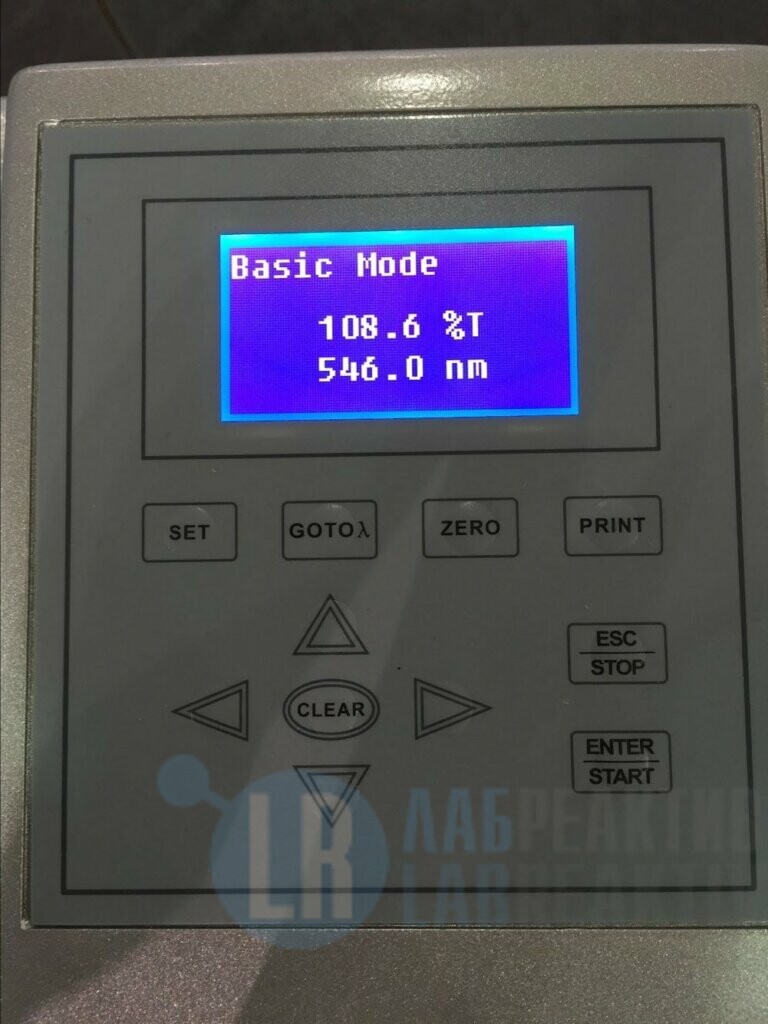 Basic Mode
108.6 %T
546.0 nm
SET
GOTOλ
ZERO
PRINT
ESC
STOP
CLEAR
ENTER
START
LR
ЛАБРЕАКТИВ